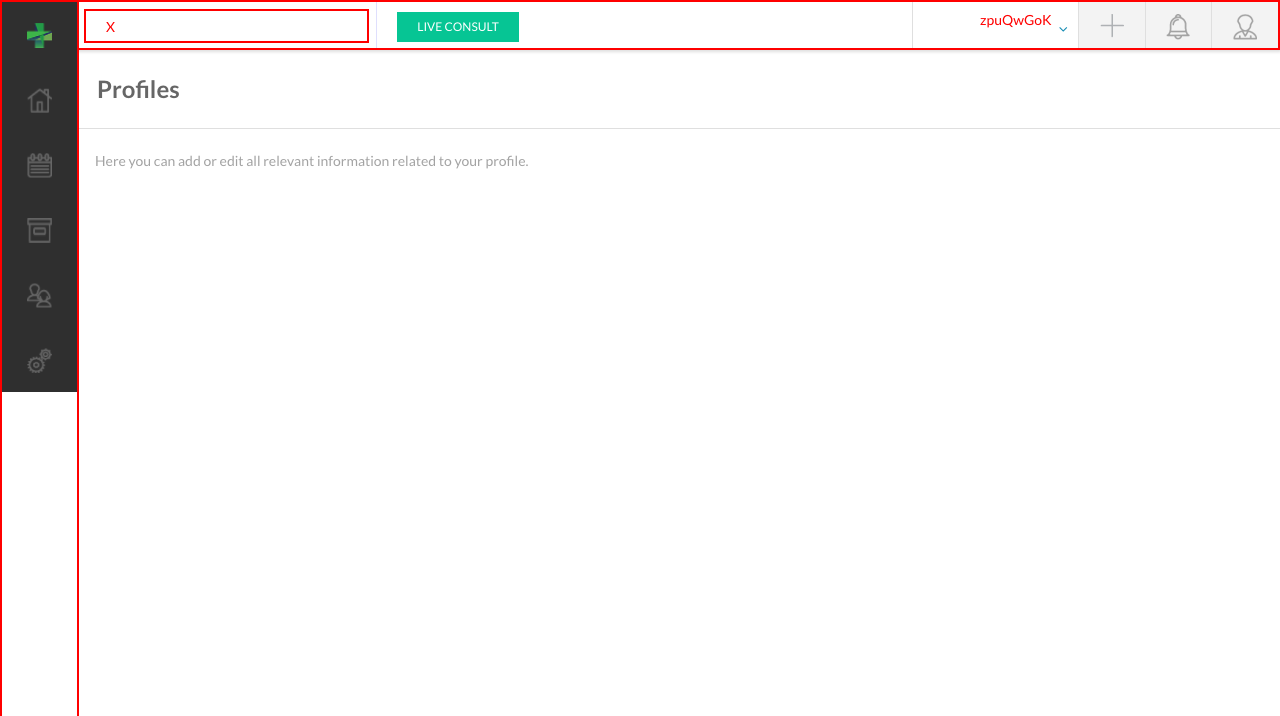 X
LIVE CONSULT
zpuQwGoK
Profiles
Here you can add or edit all relevant information related to your profile.